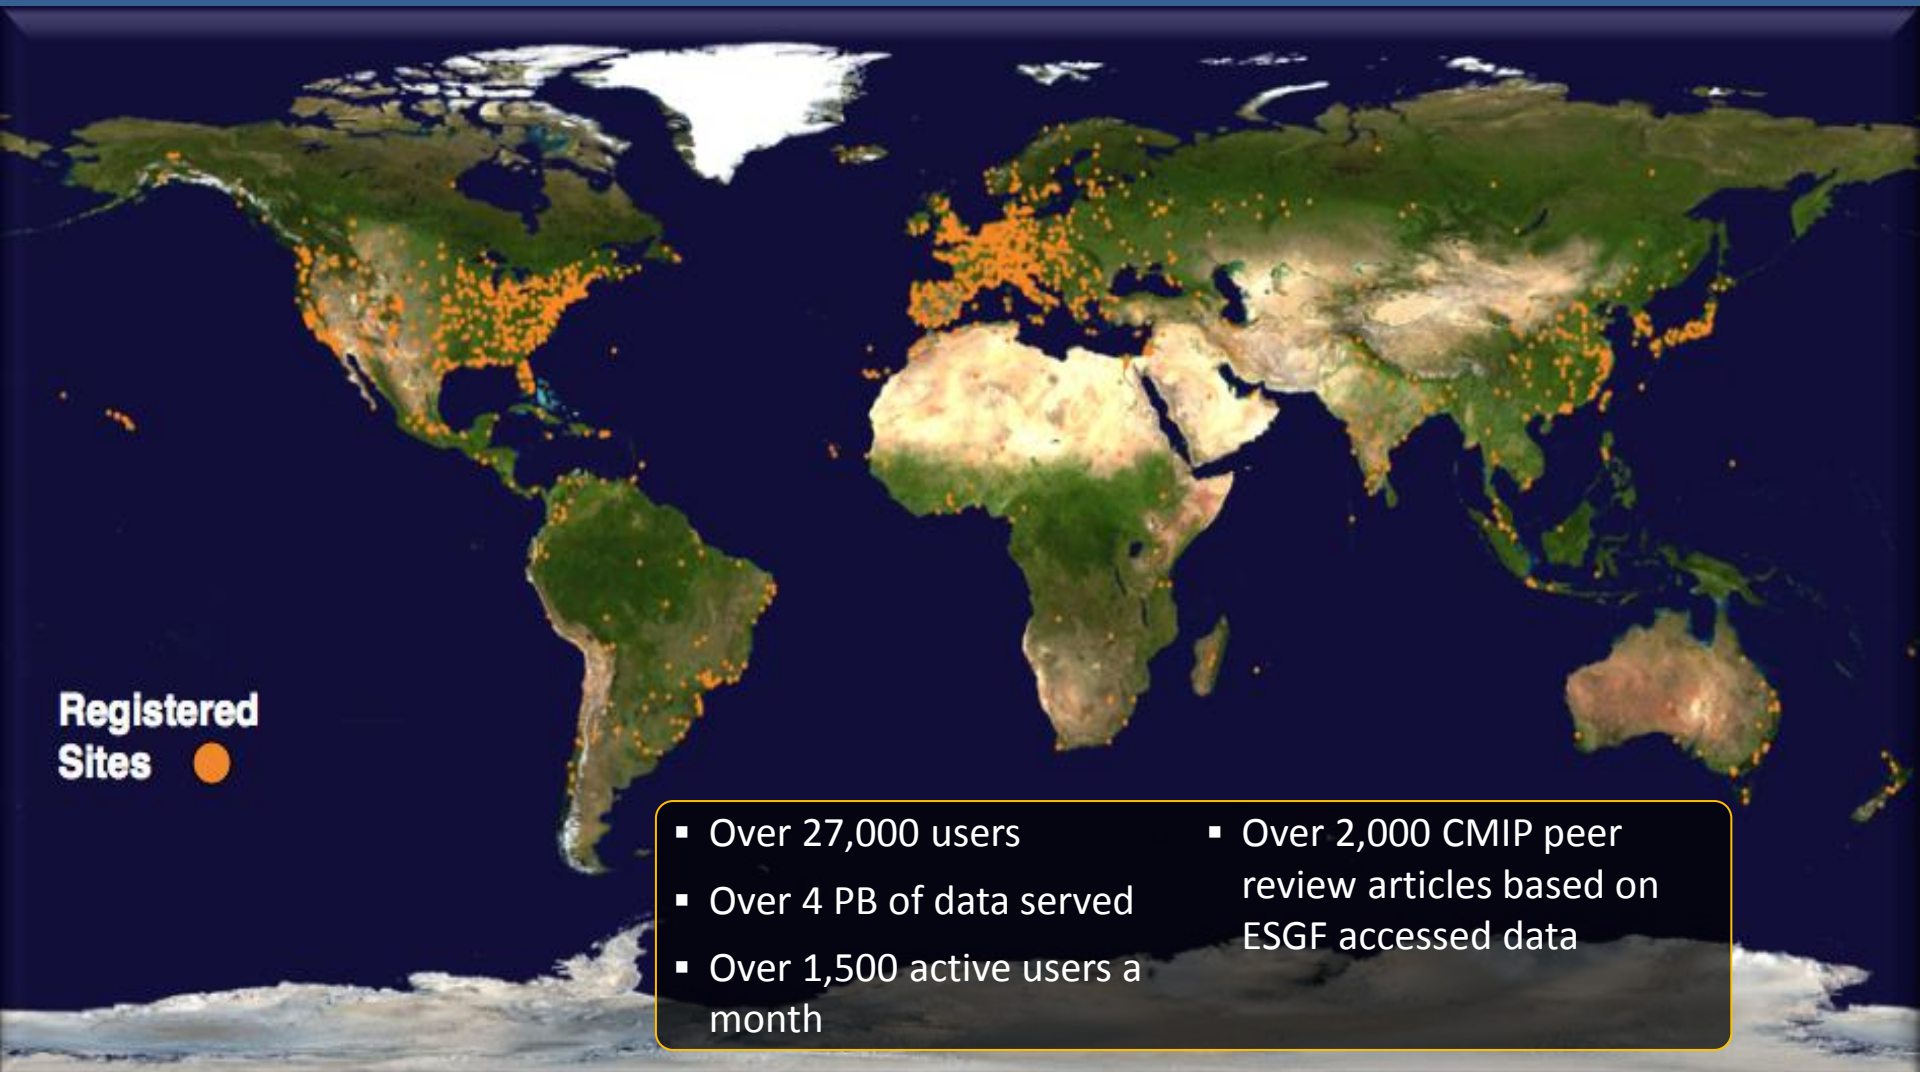 Registered
Sites
▪ Over 27,000 users
▪ Over 4 PB of data served
▪ Over 1,500 active users a
month
▪ Over 2,000 CMIP peer
review articles based on
ESGF accessed data